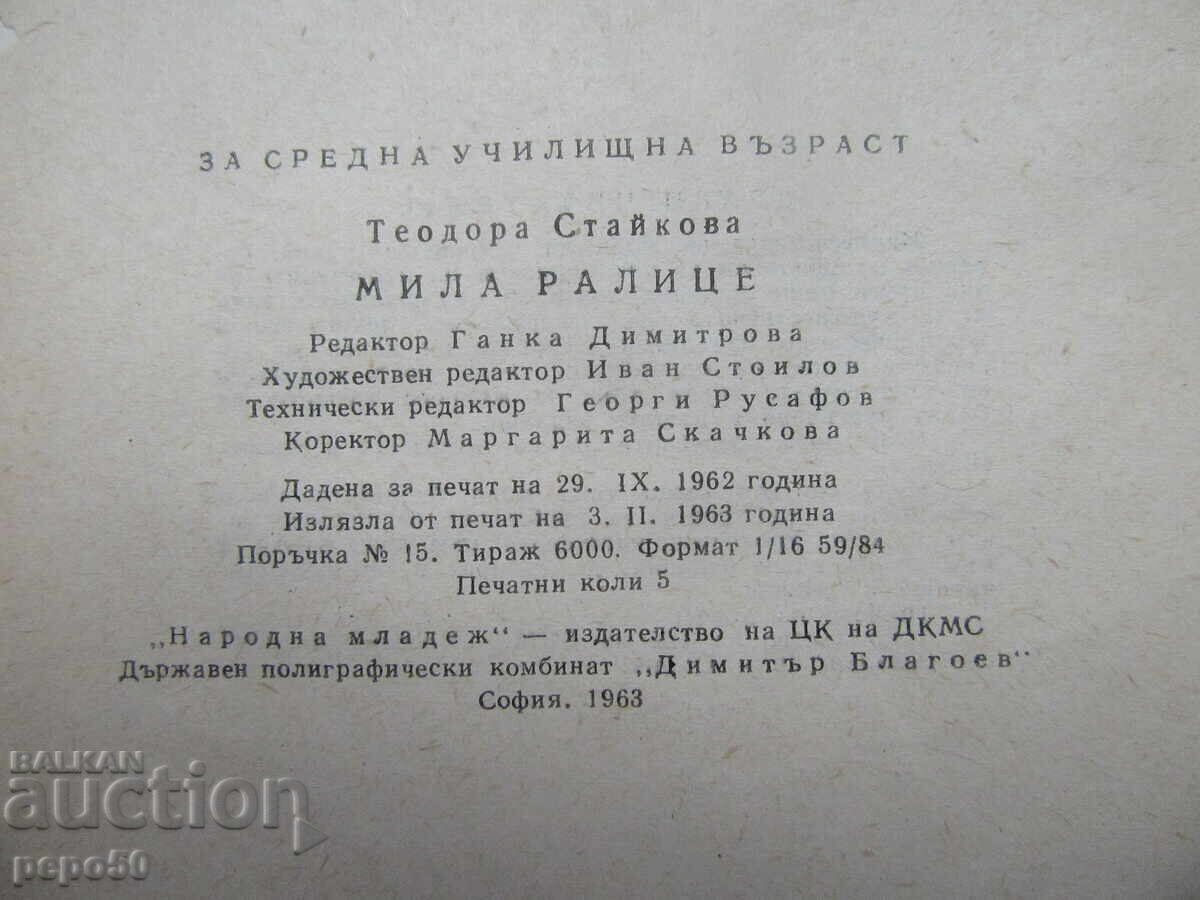 ЗА СРЕДНА УЧИЛИЩНА ВЪЗРАСТ
Теодора Стайкова
МИЛА РАЛИЦЕ
Редактор Ганка Димитрова
Художествен редактор Иван Стоилов
Технически редактор Георги Русафов
Коректор Маргарита Скачкова
Дадена за печат на 29. IX. 1962 година
Излязла от печат на 3. II. 1963 година
Поръчка № 15. Тираж 6000. Формат 1/16 59/84
Печатни коли 5
„Народна младеж“ — издателство на ЦК на ДКМС
Държавен полиграфически комбинат „Димитър Благоев“
София. 1963
BALKAN
auction
pepo50